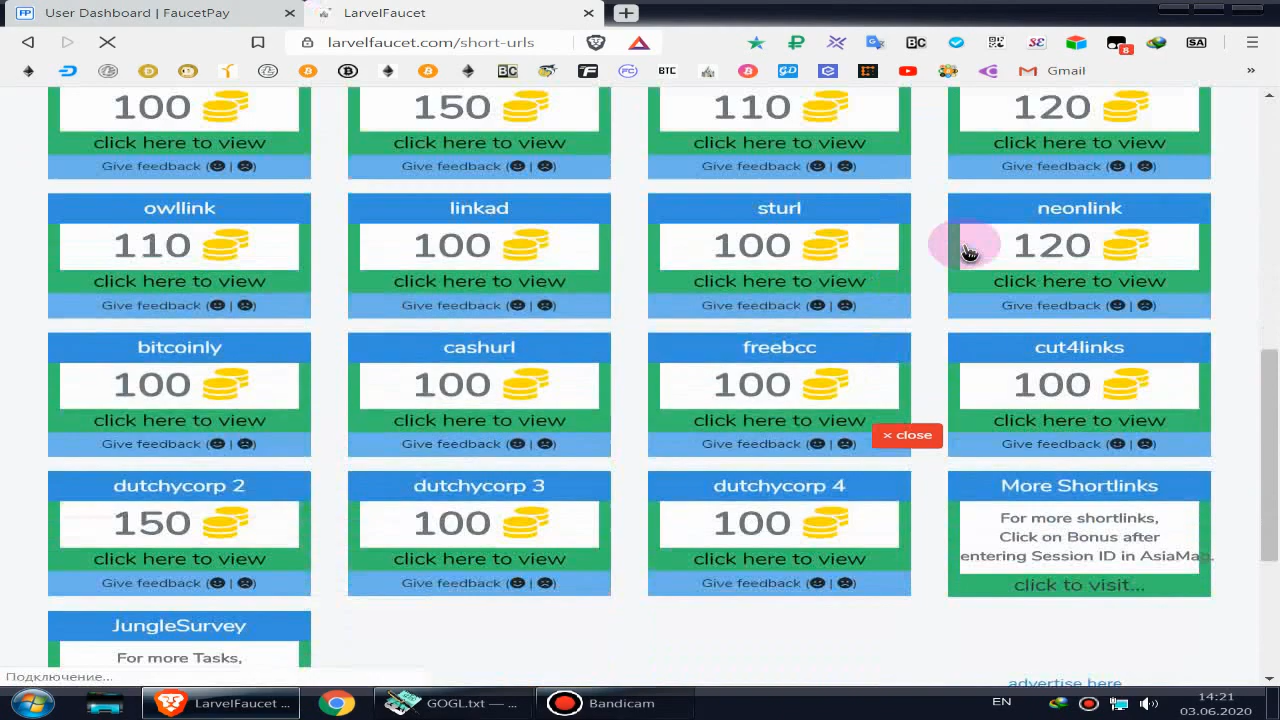 User Dashboard | FaucetPay
LarvelFaucet
larvelfaucet.com/short-urls
Gmail
100
150
110
120
click here to view
click here to view
click here to view
click here to view
Give feedback ( | )
Give feedback ( | )
Give feedback ( | )
Give feedback ( | )
owllink
linkad
sturl
neonlink
110
100
100
120
click here to view
click here to view
click here to view
click here to view
Give feedback ( | )
Give feedback ( | )
Give feedback ( | )
Give feedback ( | )
bitcoinly
cashurl
freebcc
cut4links
100
100
100
100
click here to view
click here to view
click here to view
click here to view
× close
Give feedback ( | )
Give feedback ( | )
Give feedback ( | )
Give feedback ( | )
dutchycorp 2
dutchycorp 3
dutchycorp 4
More Shortlinks
150
100
100
For more shortlinks,
Click on Bonus after
entering Session ID in AsiaMag.
click here to view
click here to view
click here to view
click to visit...
Give feedback ( | )
Give feedback ( | )
Give feedback ( | )
JungleSurvey
For more Tasks,
advertise here
Подключение...
LarvelFaucet ...
GOGL.txt — ...
Bandicam
EN
14:21
03.06.2020